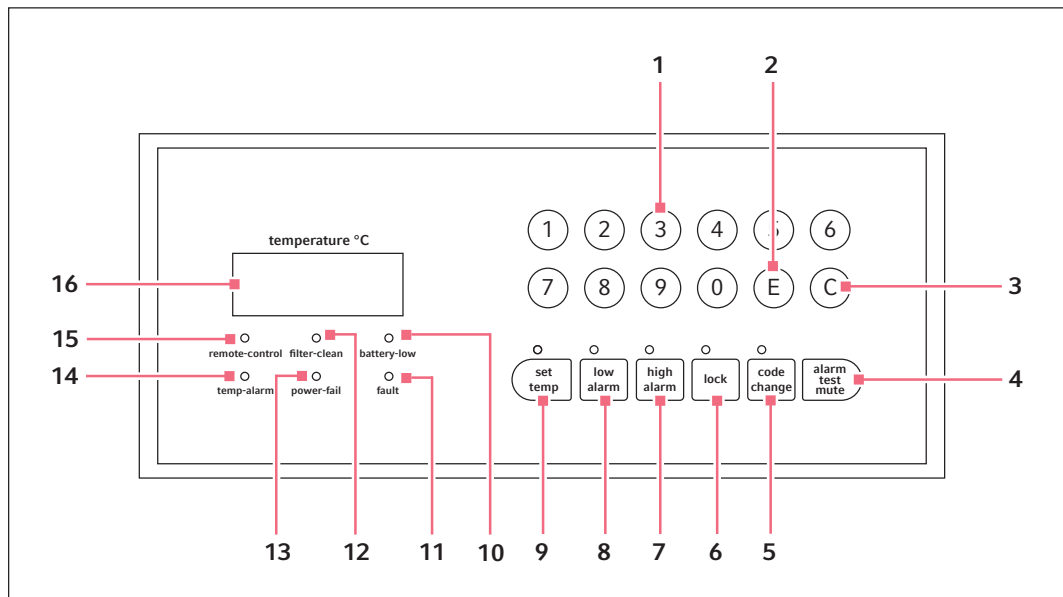 1 2
1 2 3 4 5 6
temperature °C
16
7 8 9 0 E C
3
15
remote-control filter-clean battery-low
14
temp-alarm power-fail fault
set
temp
low
alarm
high
alarm
lock
code
change
alarm
test
mute
4
13 12 11 10 9 8 7 6 5